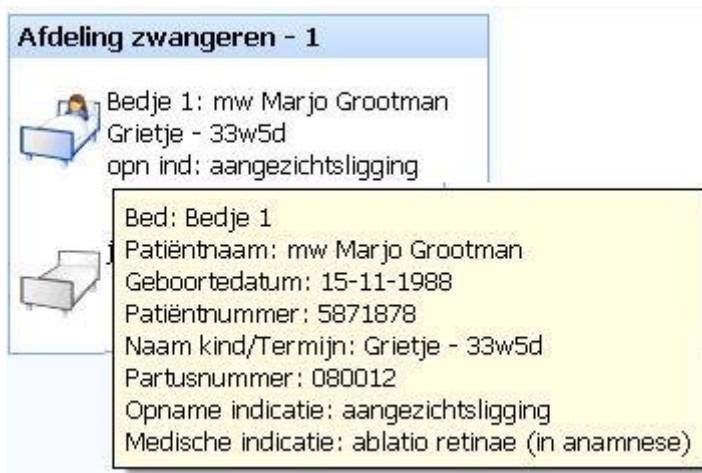 Afdeling zwangeren - 1
Bedje 1: mw Marjo Grootman
Grietje - 33w5d
opn ind: aangezichtsligging
Bed: Bedje 1
Patiëntnaam: mw Marjo Grootman
Geboortedatum: 15-11-1988
Patiëntnummer: 5871878
Naam kind/Termijn: Grietje - 33w5d
Partusnummer: 080012
Opname indicatie: aangezichtsligging
Medische indicatie: ablatio retinae (in anamnese)